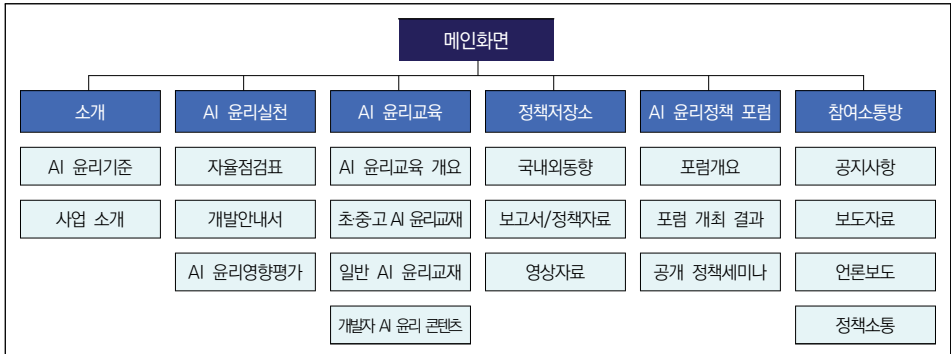 메인화면
소개
AI 윤리기준
사업 소개
AI 윤리실천
자율점검표
개발안내서
AI 윤리영향평가
AI 윤리교육
AI 윤리교육 개요
초·중·고 AI 윤리교재
일반 AI 윤리교재
개발자 AI 윤리 콘텐츠
정책저장소
국내외동향
보고서/정책자료
영상자료
AI 윤리정책 포럼
포럼개요
포럼 개최 결과
공개 정책세미나
참여소통방
공지사항
보도자료
언론보도
정책소통